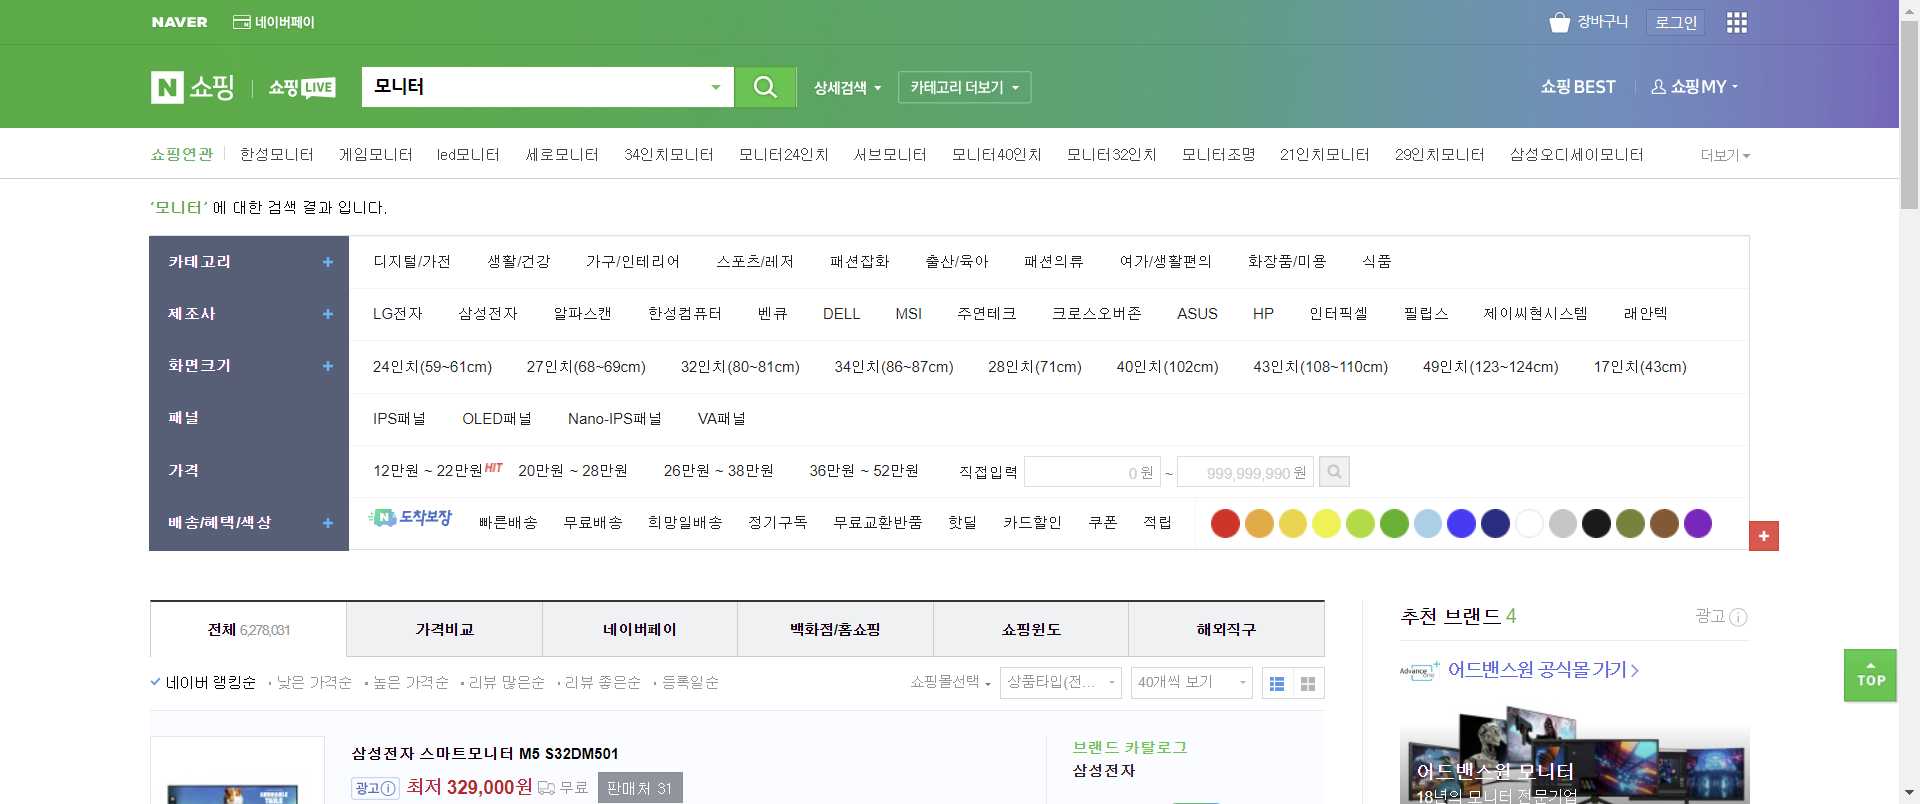 NAVER 네이버페이 장바구니 로그인
N 쇼핑 쇼핑LIVE 모니터 상세검색 카테고리 더보기 쇼핑BEST 쇼핑MY
쇼핑연관 한성모니터 게임모니터 led모니터 세로모니터 34인치모니터 모니터24인치 서브모니터 모니터40인치 모니터32인치 모니터조명 21인치모니터 29인치모니터 삼성오디세이모니터 더보기
'모니터' 에 대한 검색 결과 입니다.
카테고리 + 디지털/가전 생활/건강 가구/인테리어 스포츠/레저 패션잡화 출산/육아 패션의류 여가/생활편의 화장품/미용 식품
제조사 + LG전자 삼성전자 알파스캔 한성컴퓨터 벤큐 DELL MSI 주연테크 크로스오버존 ASUS HP 인터픽셀 필립스 제이씨현시스템 래안텍
화면크기 + 24인치(59~61cm) 27인치(68~69cm) 32인치(80~81cm) 34인치(86~87cm) 28인치(71cm) 40인치(102cm) 43인치(108~110cm) 49인치(123~124cm) 17인치(43cm)
패널 IPS패널 OLED패널 Nano-IPS패널 VA패널
가격 12만원 ~ 22만원 HIT 20만원 ~ 28만원 26만원 ~ 38만원 36만원 ~ 52만원 직접입력 0 원 ~ 999,999,990 원
배송/혜택/색상 + N 도착보장 빠른배송 무료배송 희망일배송 정기구독 무료교환반품 핫딜 카드할인 쿠폰 적립
+
전체 6,278,031 가격비교 네이버페이 백화점/홈쇼핑 쇼핑윈도 해외직구
네이버 랭킹순 낮은 가격순 높은 가격순 리뷰 많은순 리뷰 좋은순 등록일순 쇼핑몰선택 상품타입(전... 40개씩 보기
삼성전자 스마트모니터 M5 S32DM501
광고 최저 329,000원 무료 판매처 31
브랜드 카탈로그
삼성전자
추천 브랜드 4 광고
Advance One 어드밴스원 공식몰 가기
어드밴스원 모니터
18년의 모니터 전문기업
TOP